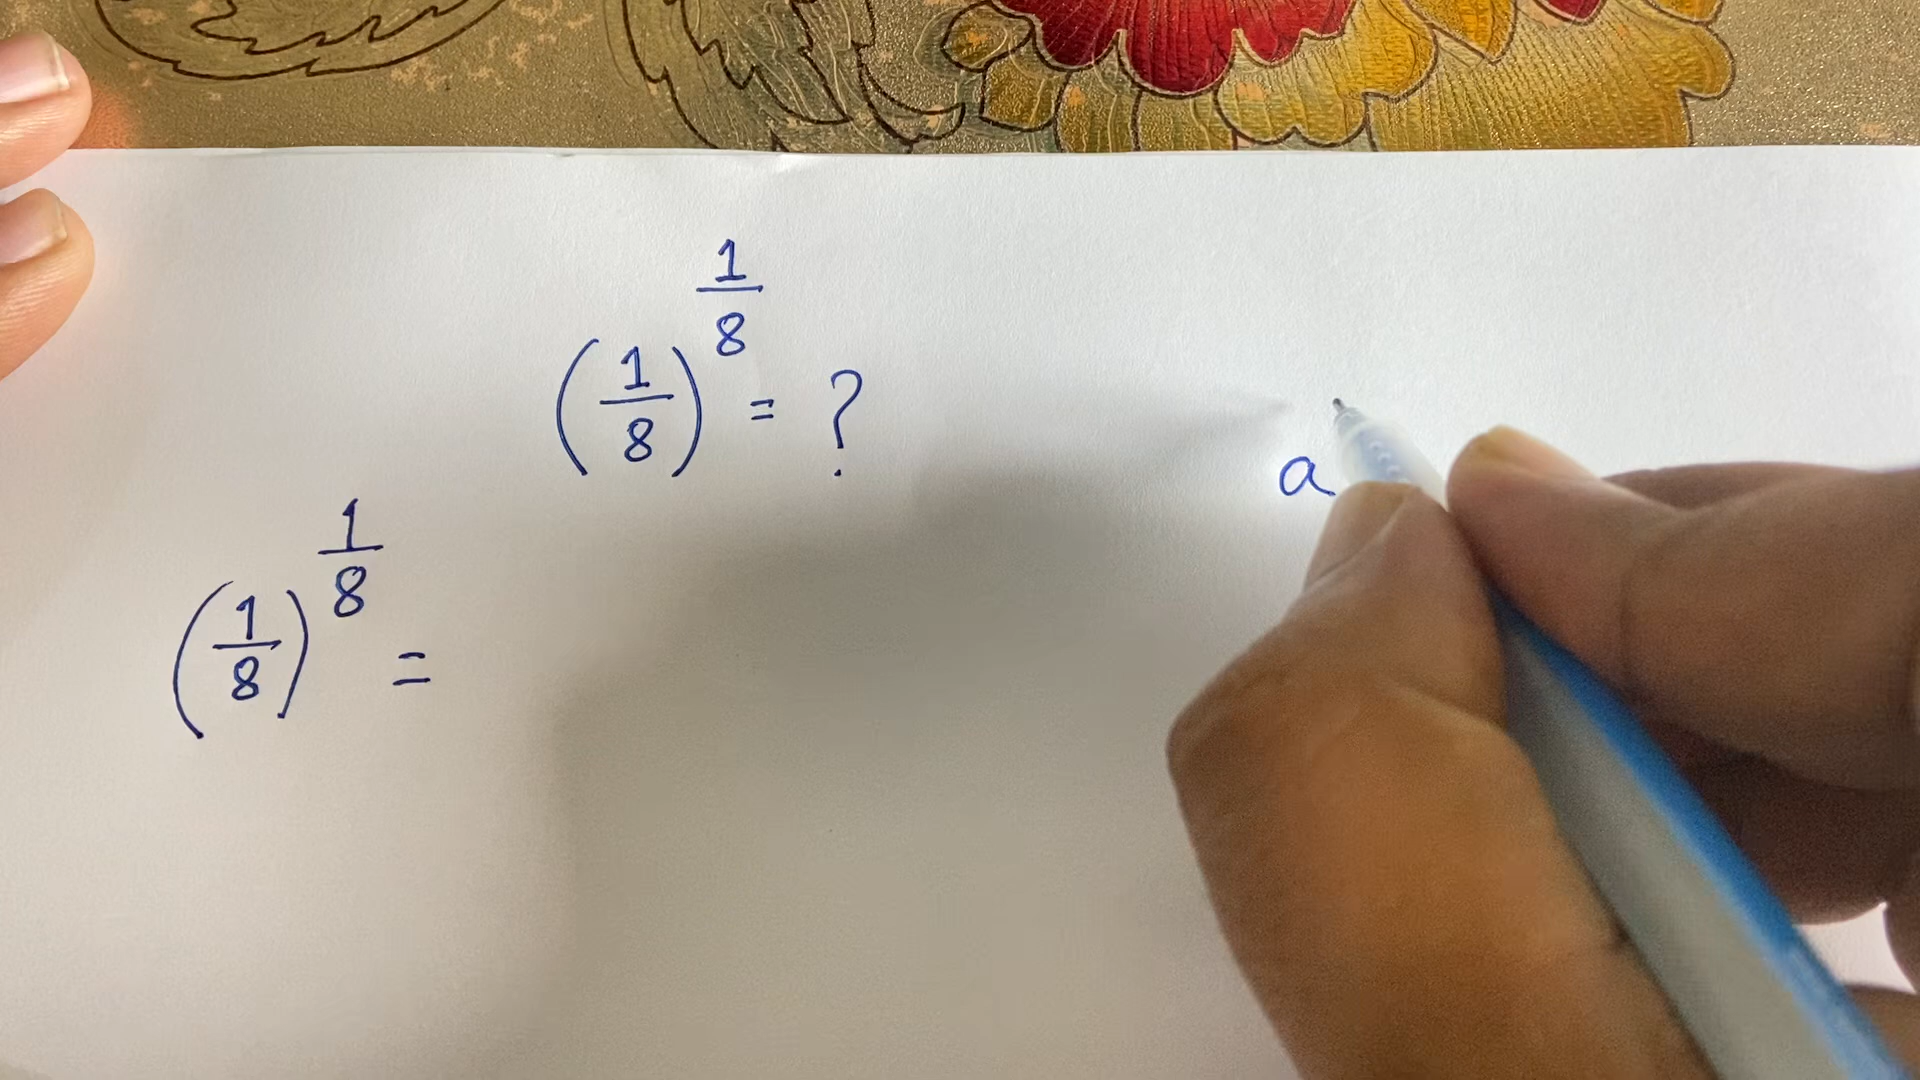 (1/8)^(1/8) = ?
a
(1/8)^(1/8) =